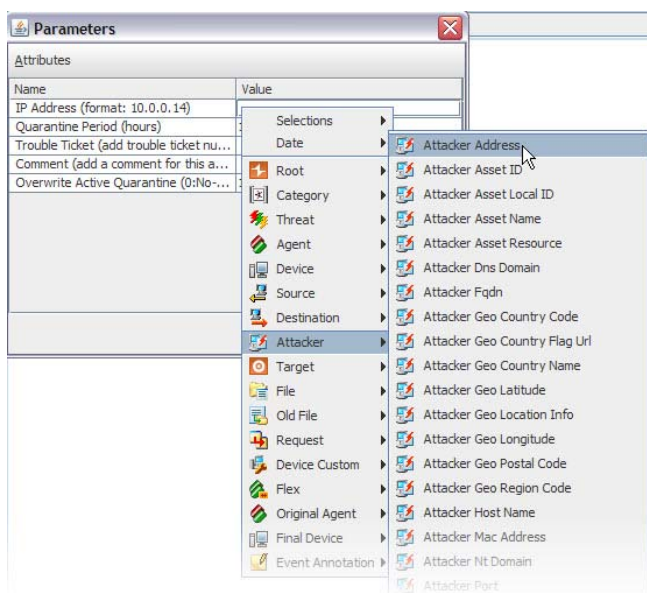 Parameters
Attributes
Name Value
IP Address (format: 10.0.0.14)
Quarantine Period (hours)
Trouble Ticket (add trouble ticket nu...
Comment (add a comment for this a...
Overwrite Active Quarantine (0:No-...
Selections
Date
Root
Category
Threat
Agent
Device
Source
Destination
Attacker
Target
File
Old File
Request
Device Custom
Flex
Original Agent
Final Device
Event Annotation
Attacker Address
Attacker Asset ID
Attacker Asset Local ID
Attacker Asset Name
Attacker Asset Resource
Attacker Dns Domain
Attacker Fqdn
Attacker Geo Country Code
Attacker Geo Country Flag Url
Attacker Geo Country Name
Attacker Geo Latitude
Attacker Geo Location Info
Attacker Geo Longitude
Attacker Geo Postal Code
Attacker Geo Region Code
Attacker Host Name
Attacker Mac Address
Attacker Nt Domain
Attacker Port